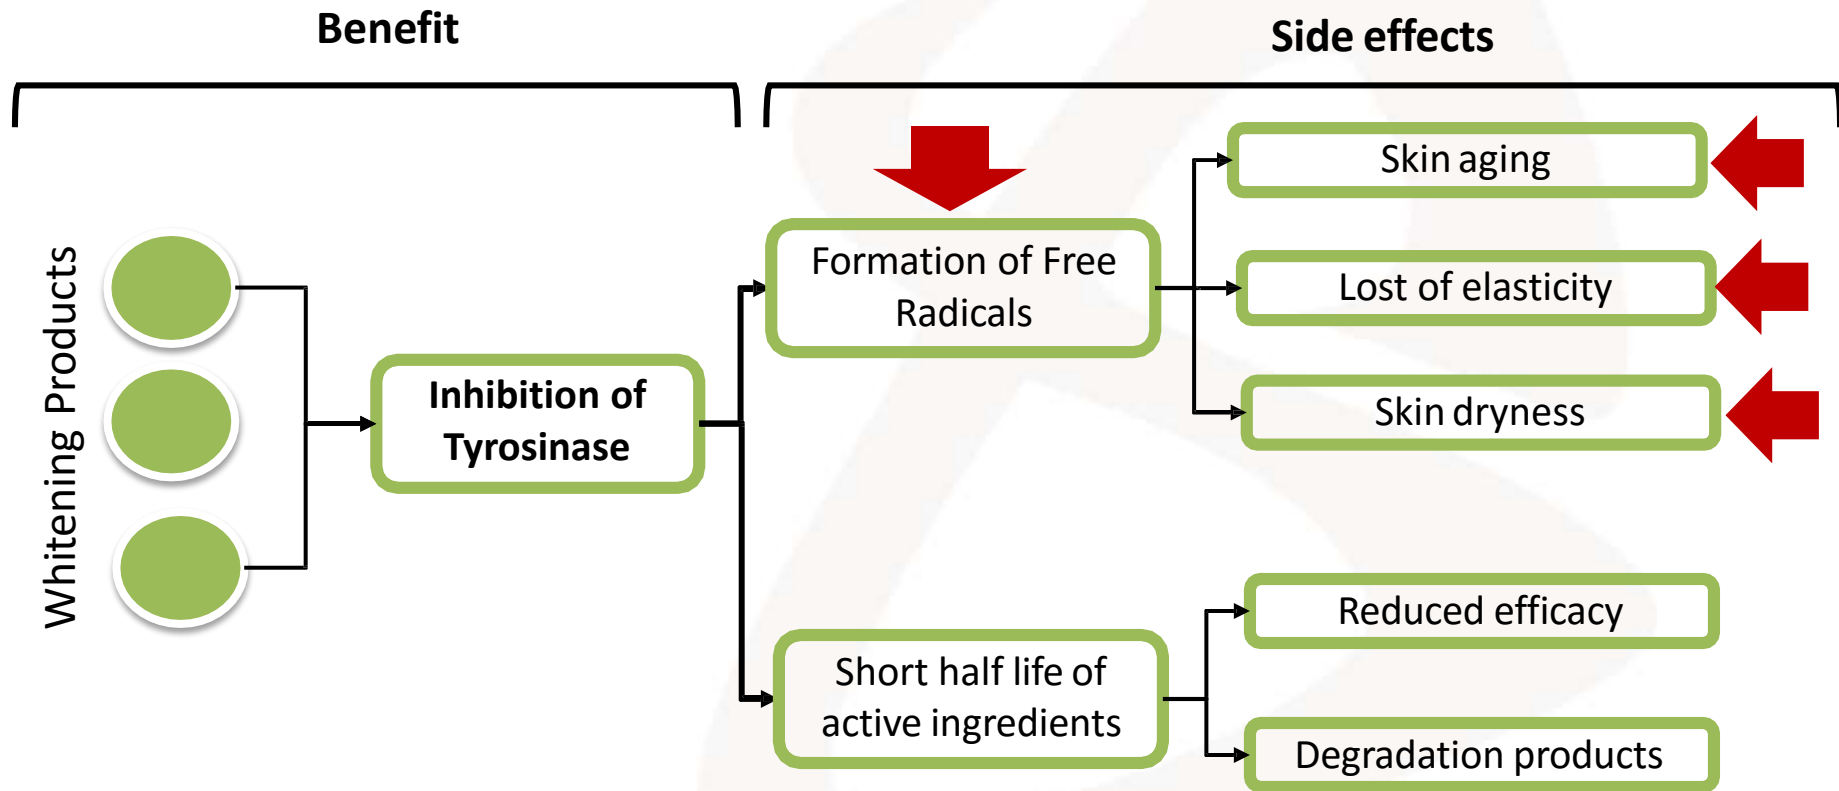 Benefit
Side effects
Whitening Products
Inhibition of
Tyrosinase
Formation of Free
Radicals
Skin aging
Lost of elasticity
Skin dryness
Short half life of
active ingredients
Reduced efficacy
Degradation products